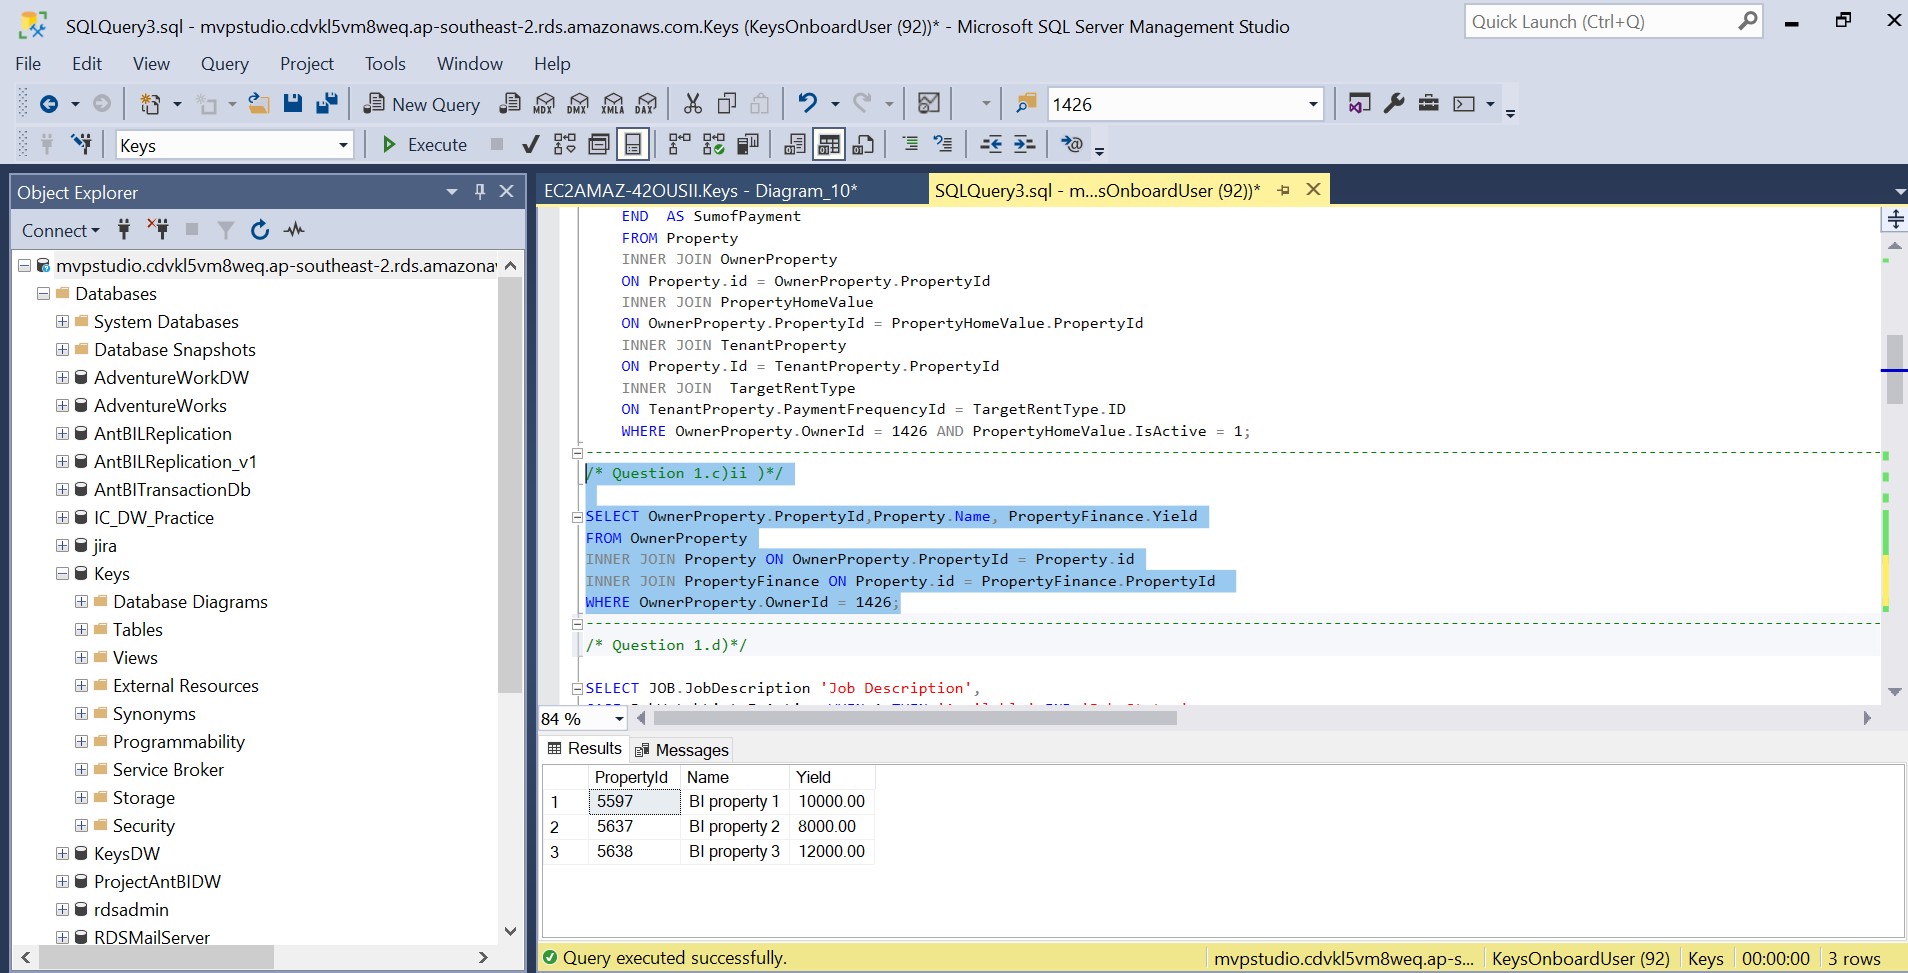 SQLQuery3.sql - mvpstudio.cdvkl5vm8weq.ap-southeast-2.rds.amazonaws.com.Keys (KeysOnboardUser (92))* - Microsoft SQL Server Management Studio
Quick Launch (Ctrl+Q)
File Edit View Query Project Tools Window Help
New Query MDX DMX XMLA DAX 1426
Keys Execute
Object Explorer
EC2AMAZ-42OUSII.Keys - Diagram_10* SQLQuery3.sql - m...sOnboardUser (92))*
Connect
mvpstudio.cdvkl5vm8weq.ap-southeast-2.rds.amazona
Databases
System Databases
Database Snapshots
AdventureWorkDW
AdventureWorks
AntBILReplication
AntBILReplication_v1
AntBITransactionDb
IC_DW_Practice
jira
Keys
Database Diagrams
Tables
Views
External Resources
Synonyms
Programmability
Service Broker
Storage
Security
KeysDW
ProjectAntBIDW
rdsadmin
RDSMailServer
END AS SumofPayment
FROM Property
INNER JOIN OwnerProperty
ON Property.id = OwnerProperty.PropertyId
INNER JOIN PropertyHomeValue
ON OwnerProperty.PropertyId = PropertyHomeValue.PropertyId
INNER JOIN TenantProperty
ON Property.Id = TenantProperty.PropertyId
INNER JOIN TargetRentType
ON TenantProperty.PaymentFrequencyId = TargetRentType.ID
WHERE OwnerProperty.OwnerId = 1426 AND PropertyHomeValue.IsActive = 1;
/* Question 1.c)ii )*/
SELECT OwnerProperty.PropertyId,Property.Name, PropertyFinance.Yield
FROM OwnerProperty
INNER JOIN Property ON OwnerProperty.PropertyId = Property.id
INNER JOIN PropertyFinance ON Property.id = PropertyFinance.PropertyId
WHERE OwnerProperty.OwnerId = 1426;
/* Question 1.d)*/
SELECT JOB.JobDescription 'Job Description',
84 %
Results Messages
PropertyId Name Yield
1 5597 BI property 1 10000.00
2 5637 BI property 2 8000.00
3 5638 BI property 3 12000.00
Query executed successfully.
mvpstudio.cdvkl5vm8weq.ap-s... KeysOnboardUser (92) Keys 00:00:00 3 rows